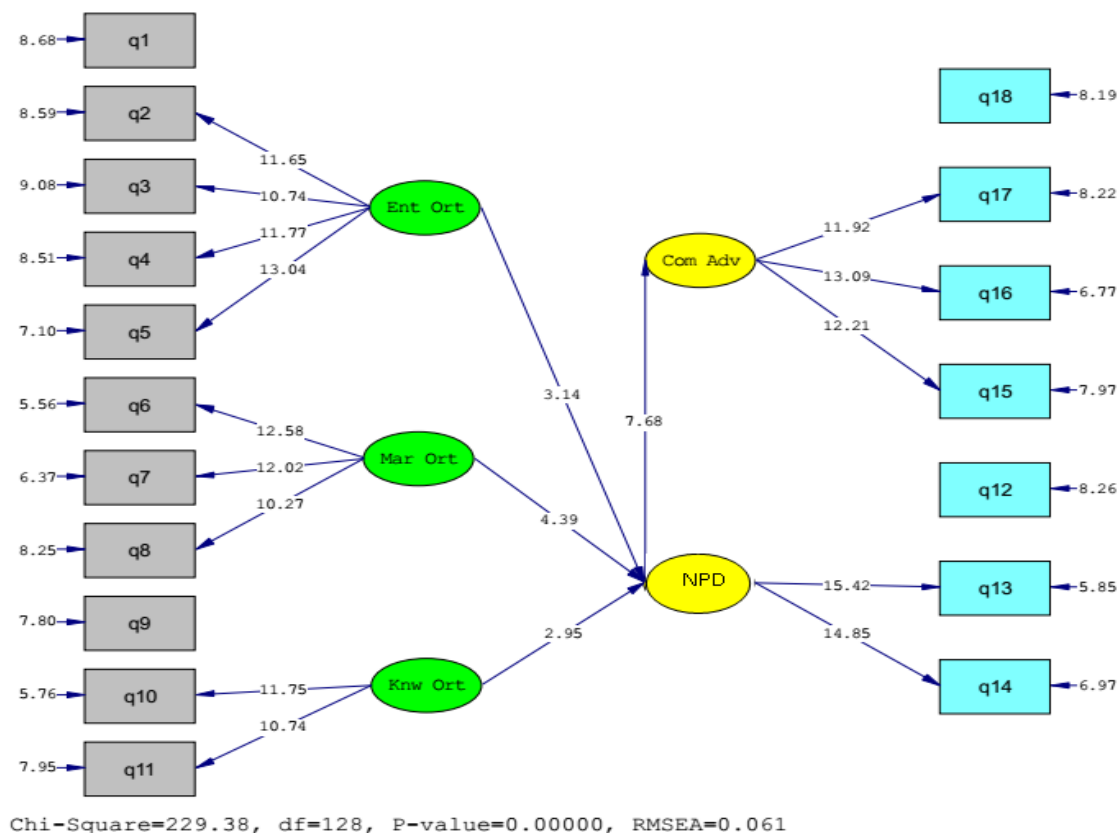 8.68 q1
8.59 q2
9.08 q3
8.51 q4
7.10 q5
5.56 q6
6.37 q7
8.25 q8
7.80 q9
5.76 q10
7.95 q11
11.65
10.74
11.77
13.04
12.58
12.02
10.27
11.75
10.74
Ent Ort
Mar Ort
Knw Ort
3.14
4.39
2.95
7.68
Com Adv
NPD
11.92
13.09
12.21
15.42
14.85
q18 8.19
q17 8.22
q16 6.77
q15 7.97
q12 8.26
q13 5.85
q14 6.97
Chi-Square=229.38, df=128, P-value=0.00000, RMSEA=0.061